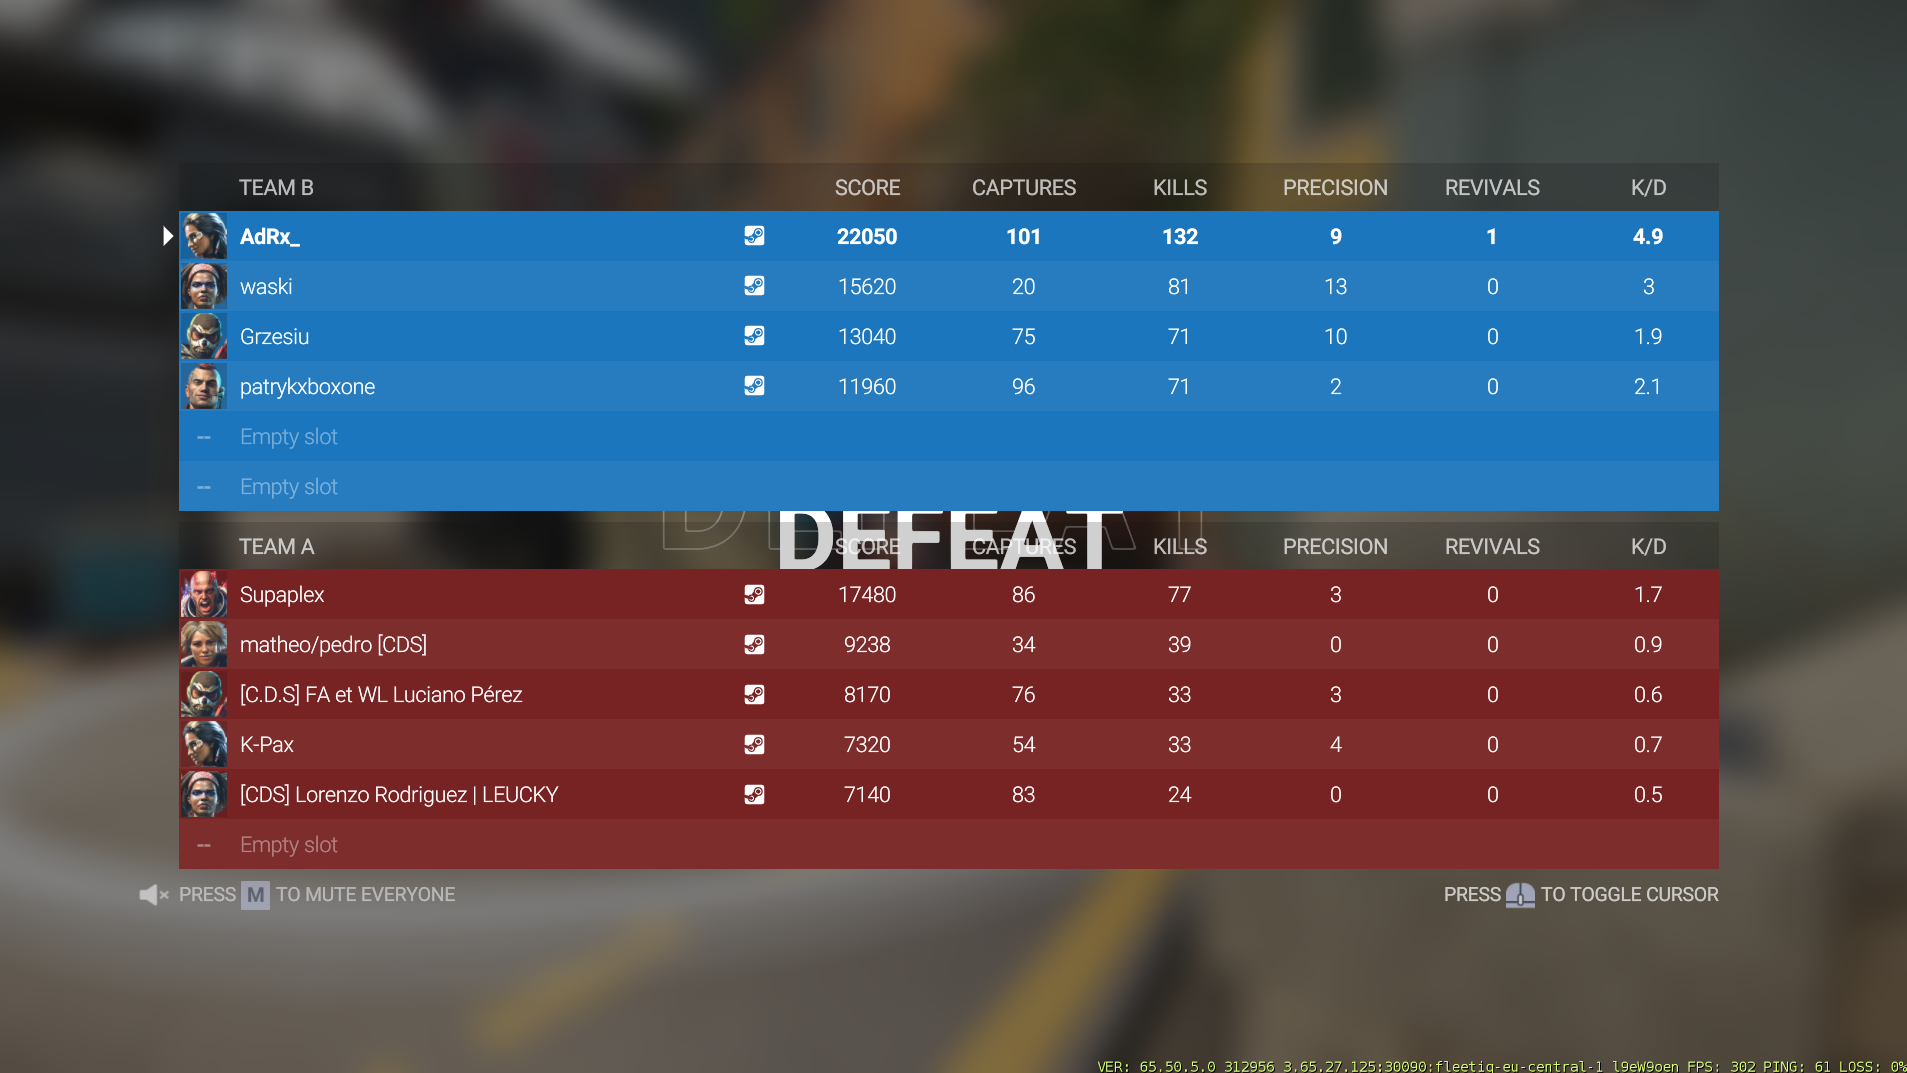 TEAM B SCORE CAPTURES KILLS PRECISION REVIVALS K/D
AdRx_ 22050 101 132 9 1 4.9
waski 15620 20 81 13 0 3
Grzesiu 13040 75 71 10 0 1.9
patrykxboxone 11960 96 71 2 0 2.1
-- Empty slot
-- Empty slot
DEFEAT
TEAM A SCORE CAPTURES KILLS PRECISION REVIVALS K/D
Supaplex 17480 86 77 3 0 1.7
matheo/pedro [CDS] 9238 34 39 0 0 0.9
[C.D.S] FA et WL Luciano Pérez 8170 76 33 3 0 0.6
K-Pax 7320 54 33 4 0 0.7
[CDS] Lorenzo Rodriguez | LEUCKY 7140 83 24 0 0 0.5
-- Empty slot
PRESS M TO MUTE EVERYONE PRESS TO TOGGLE CURSOR
VER: 65.50.5.0 312956 3.65.27.125:30090:fleetiq-eu-central-1 l9eW9oen FPS: 302 PING: 61 LOSS: 0%